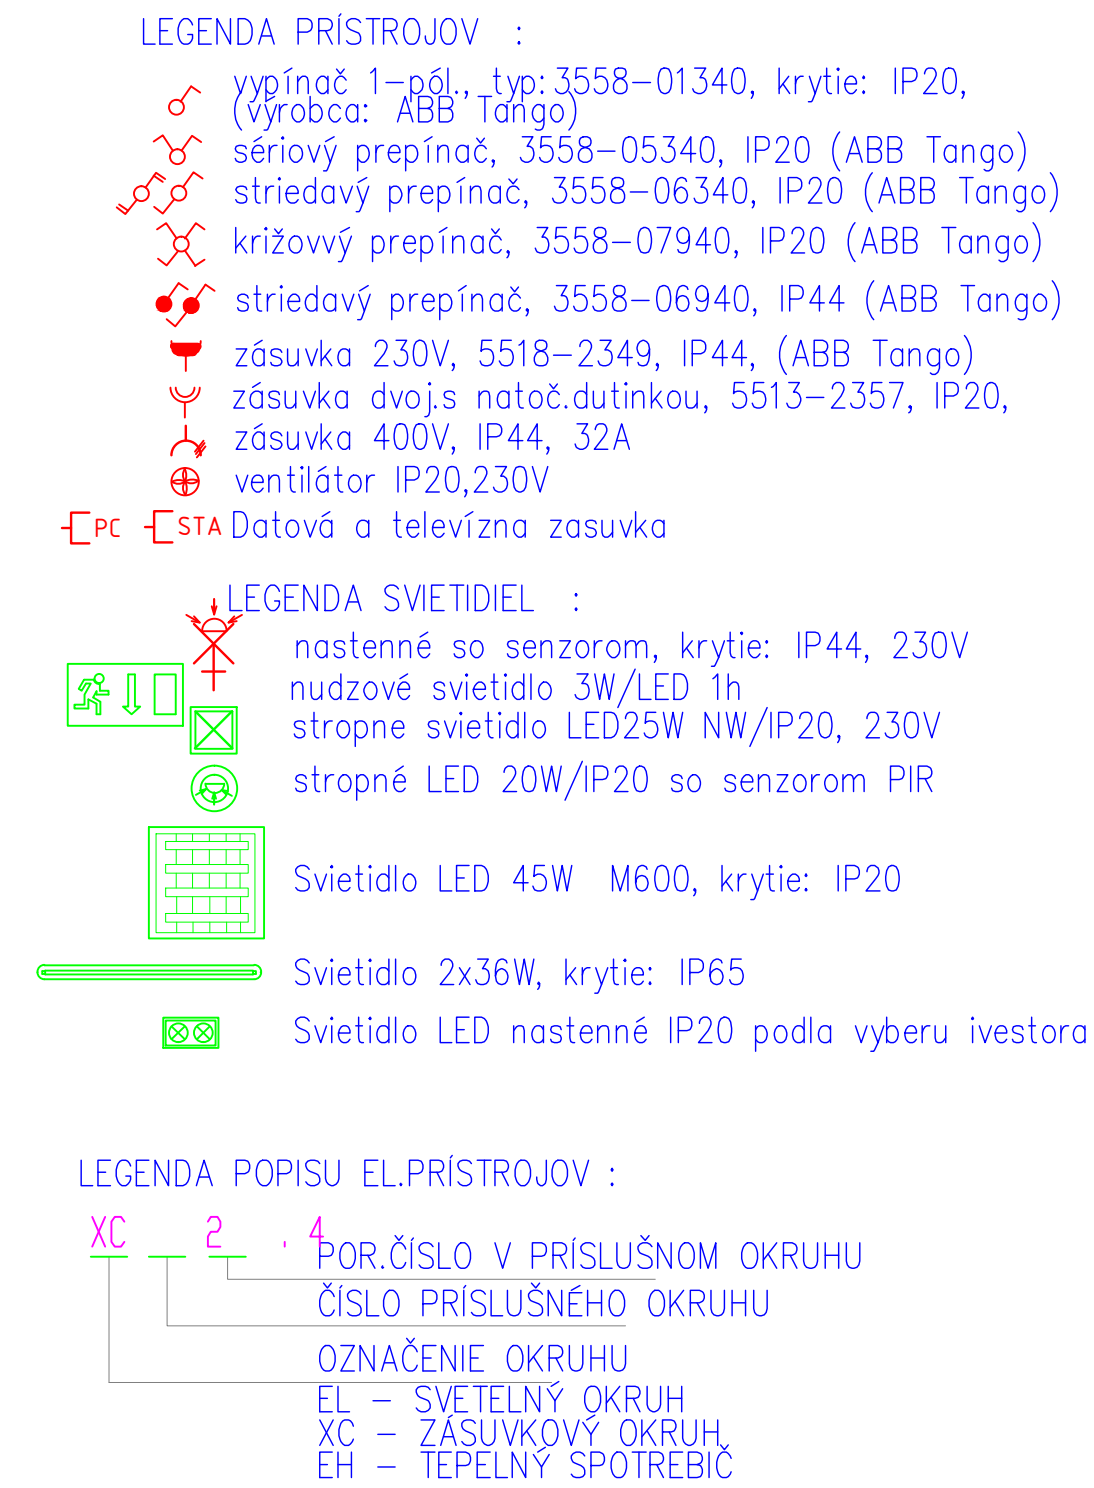 LEGENDA PRÍSTROJOV :
vypínač 1-pól., typ: 3558-01340, krytie: IP20,
(výrobca: ABB Tango)
sériový prepínač, 3558-05340, IP20 (ABB Tango)
striedavý prepínač, 3558-06340, IP20 (ABB Tango)
križovvý prepínač, 3558-07940, IP20 (ABB Tango)
striedavý prepínač, 3558-06940, IP44 (ABB Tango)
zásuvka 230V, 5518-2349, IP44, (ABB Tango)
zásuvka dvoj.s natoč.dutinkou, 5513-2357, IP20,
zásuvka 400V, IP44, 32A
ventilátor IP20,230V
PC STA Datová a televízna zasuvka
LEGENDA SVIETIDIEL :
nastenné so senzorom, krytie: IP44, 230V
nudzové svietidlo 3W/LED 1h
stropne svietidlo LED25W NW/IP20, 230V
stropné LED 20W/IP20 so senzorom PIR
Svietidlo LED 45W M600, krytie: IP20
Svietidlo 2x36W, krytie: IP65
Svietidlo LED nastenné IP20 podla vyberu ivestora
LEGENDA POPISU EL.PRÍSTROJOV :
XC 2 . 4
POR.ČÍSLO V PRÍSLUŠNOM OKRUHU
ČÍSLO PRÍSLUŠNÉHO OKRUHU
OZNAČENIE OKRUHU
EL - SVETELNÝ OKRUH
XC - ZÁSUVKOVÝ OKRUH
EH - TEPELNÝ SPOTREBIČ